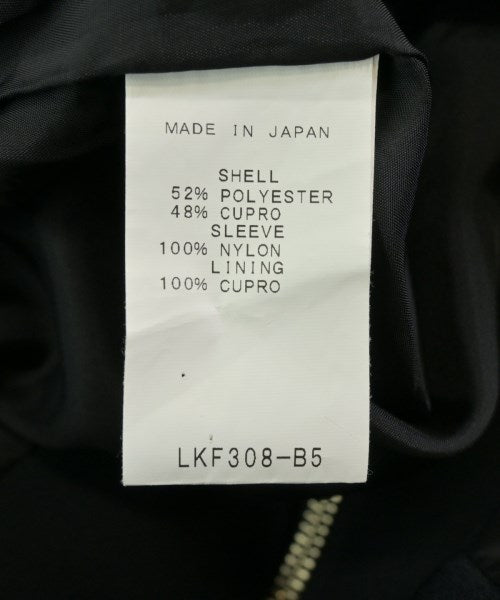 MADE IN JAPAN
SHELL
52% POLYESTER
48% CUPRO
SLEEVE
100% NYLON
LINING
100% CUPRO
LKF308-B5